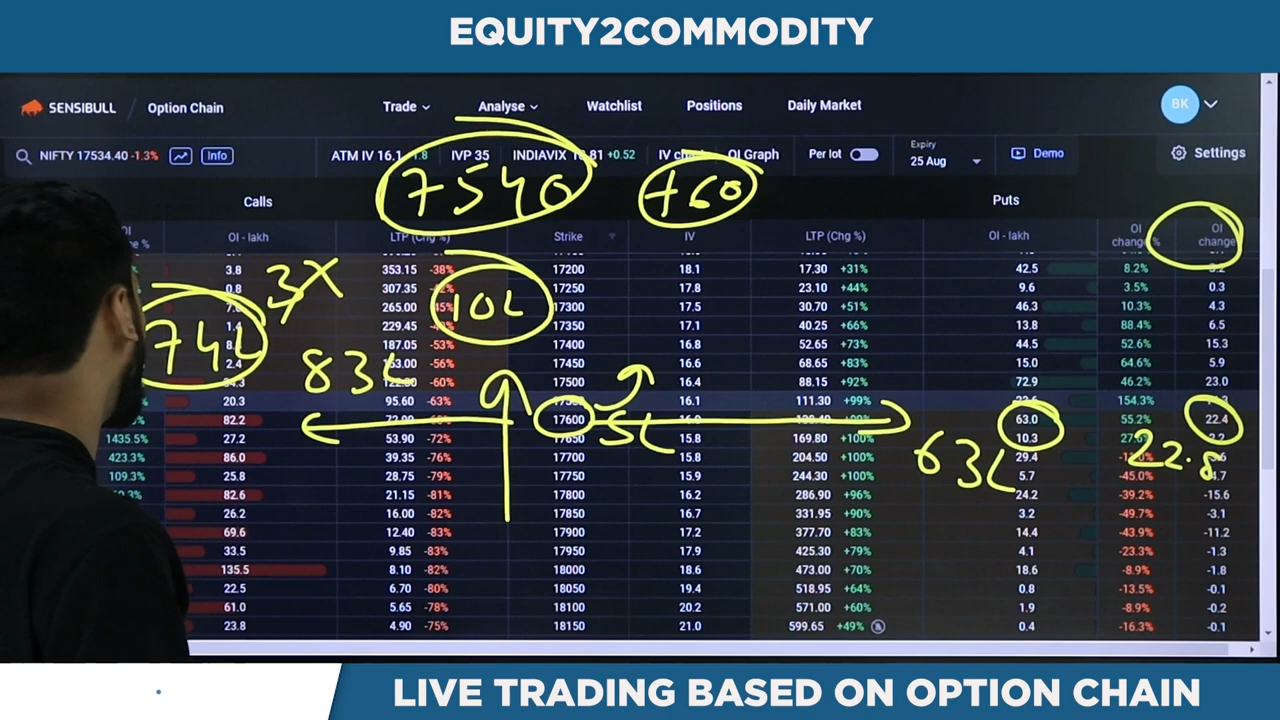 EQUITY2COMMODITY
SENSIBULL / Option Chain Trade Analyse Watchlist Positions Daily Market BK
NIFTY 17534.40 -1.3% Info ATM IV 16.1 IVP 35 INDIAVIX +0.52 OI Graph Per lot Expiry 25 Aug Demo Settings
7540 +60
Calls Puts
OI - lakh LTP (Chg %) Strike IV LTP (Chg %) OI - lakh OI change % OI change
3.8 353.15 -38% 17200 18.1 17.30 +31% 42.5 8.2%
0.8 307.35 17250 17.8 23.10 +44% 9.6 3.5% 0.3
265.00 17300 17.5 30.70 +51% 46.3 10.3% 4.3
229.45 17350 17.1 40.25 +66% 13.8 88.4% 6.5
187.05 -53% 17400 16.8 52.65 +73% 44.5 52.6% 15.3
2.4 -56% 17450 16.6 68.65 +83% 15.0 64.6% 5.9
-60% 17500 16.4 88.15 +92% 72.9 46.2% 23.0
20.3 95.60 -63% 16.1 111.30 +99% 154.3%
82.2 17600 63.0 55.2% 22.4
1435.5% 27.2 53.90 -72% 15.8 169.80 +100% 10.3
423.3% 86.0 39.35 -76% 17700 15.8 204.50 +100% 29.4
109.3% 25.8 28.75 -79% 17750 15.9 244.30 +100% 5.7 -45.0%
82.6 21.15 -81% 17800 16.2 286.90 +96% 24.2 -39.2% -15.6
26.2 16.00 -82% 17850 16.7 331.95 +90% 3.2 -49.7% -3.1
69.6 12.40 -83% 17900 17.2 377.70 +83% 14.4 -43.9% -11.2
33.5 9.85 -83% 17950 17.9 425.30 +79% 4.1 -23.3% -1.3
135.5 8.10 -82% 18000 18.6 473.00 +70% 18.6 -8.9% -1.8
22.5 6.70 -80% 18050 19.4 518.95 +64% 0.8 -13.5% -0.1
61.0 5.65 -78% 18100 20.2 571.00 +60% 1.9 -8.9% -0.2
23.8 4.90 -75% 18150 21.0 599.65 +49% 0.4 -16.3% -0.1
3X
10L
74L
83L
5L
63L
22.8
LIVE TRADING BASED ON OPTION CHAIN